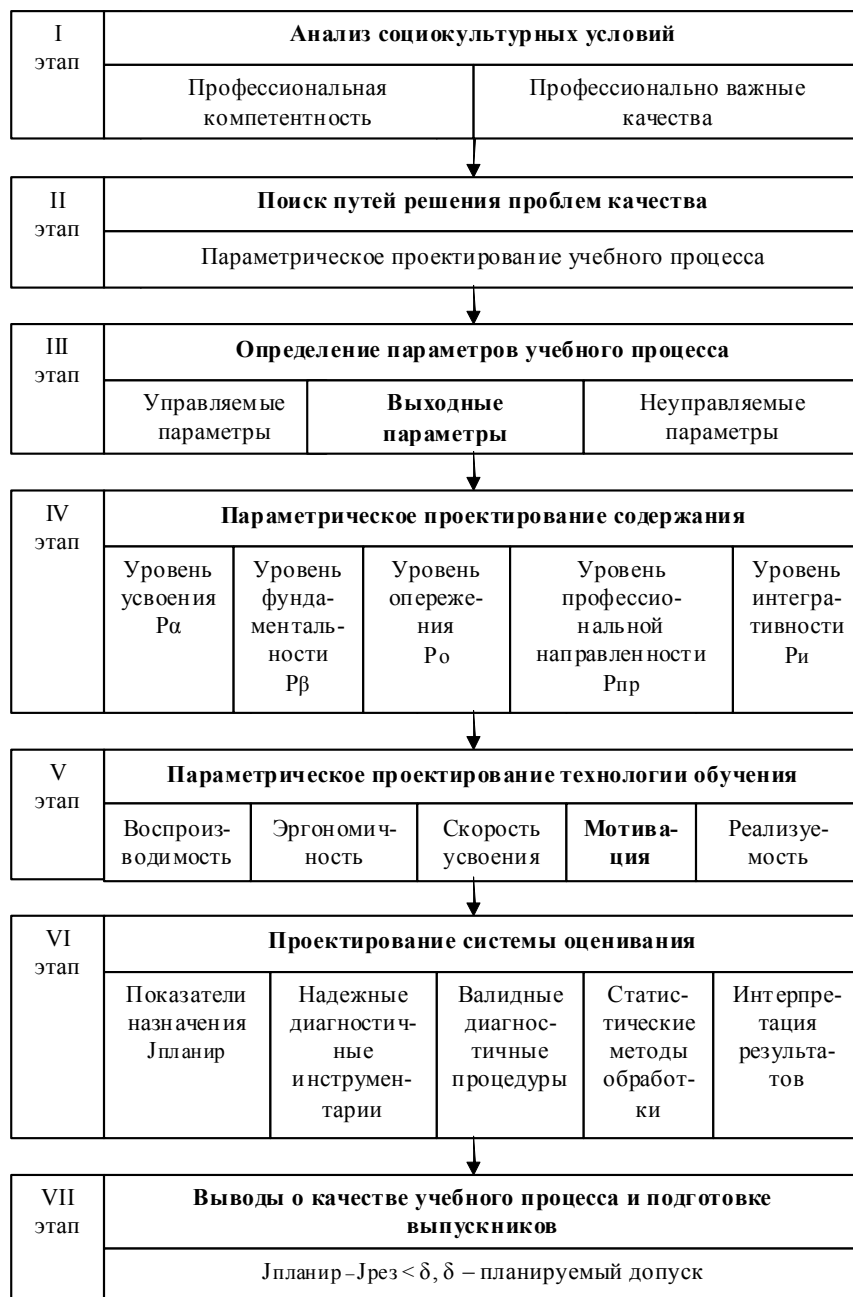 I
этап
Анализ социокультурных условий
Профессиональная
компетентность
Профессионально важные
качества
II
этап
Поиск путей решения проблем качества
Параметрическое проектирование учебного процесса
III
этап
Определение параметров учебного процесса
Управляемые
параметры
Выходные
параметры
Неуправляемые
параметры
IV
этап
Параметрическое проектирование содержания
Уровень
усвоения
Pα
Уровень
фунда-
менталь-
ности
Pβ
Уровень
опереже-
ния
Pо
Уровень
профессио-
нальной
направленности
Pпр
Уровень
интегра-
тивности
Pи
V
этап
Параметрическое проектирование технологии обучения
Воспроиз-
водимость
Эргономич-
ность
Скорость
усвоения
Мотива-
ция
Реализуе-
мость
VI
этап
Проектирование системы оценивания
Показатели
назначения
Jпланир
Надежные
диагностич-
ные
инструмен-
тарии
Валидные
диагнос-
тичные
процедуры
Статис-
тические
методы
обработ-
ки
Интерпре-
тация
результа-
тов
VII
этап
Выводы о качестве учебного процесса и подготовке
выпускников
Jпланир – Jрез < δ, δ – планируемый допуск